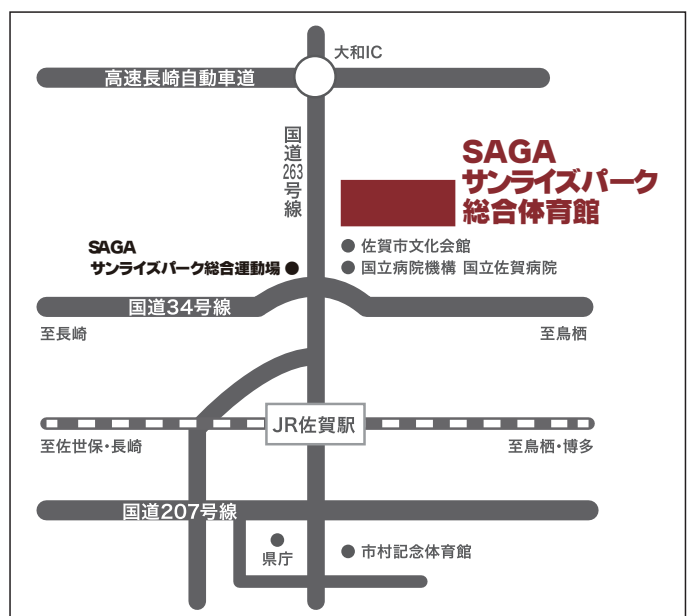 大和IC
高速長崎自動車道
国道263号線
SAGA
サンライズパーク
総合体育館
佐賀市文化会館
SAGA
サンライズパーク総合運動場
国立病院機構 国立佐賀病院
国道34号線
至長崎
至鳥栖
JR佐賀駅
至佐世保・長崎
至鳥栖・博多
国道207号線
県庁
市村記念体育館